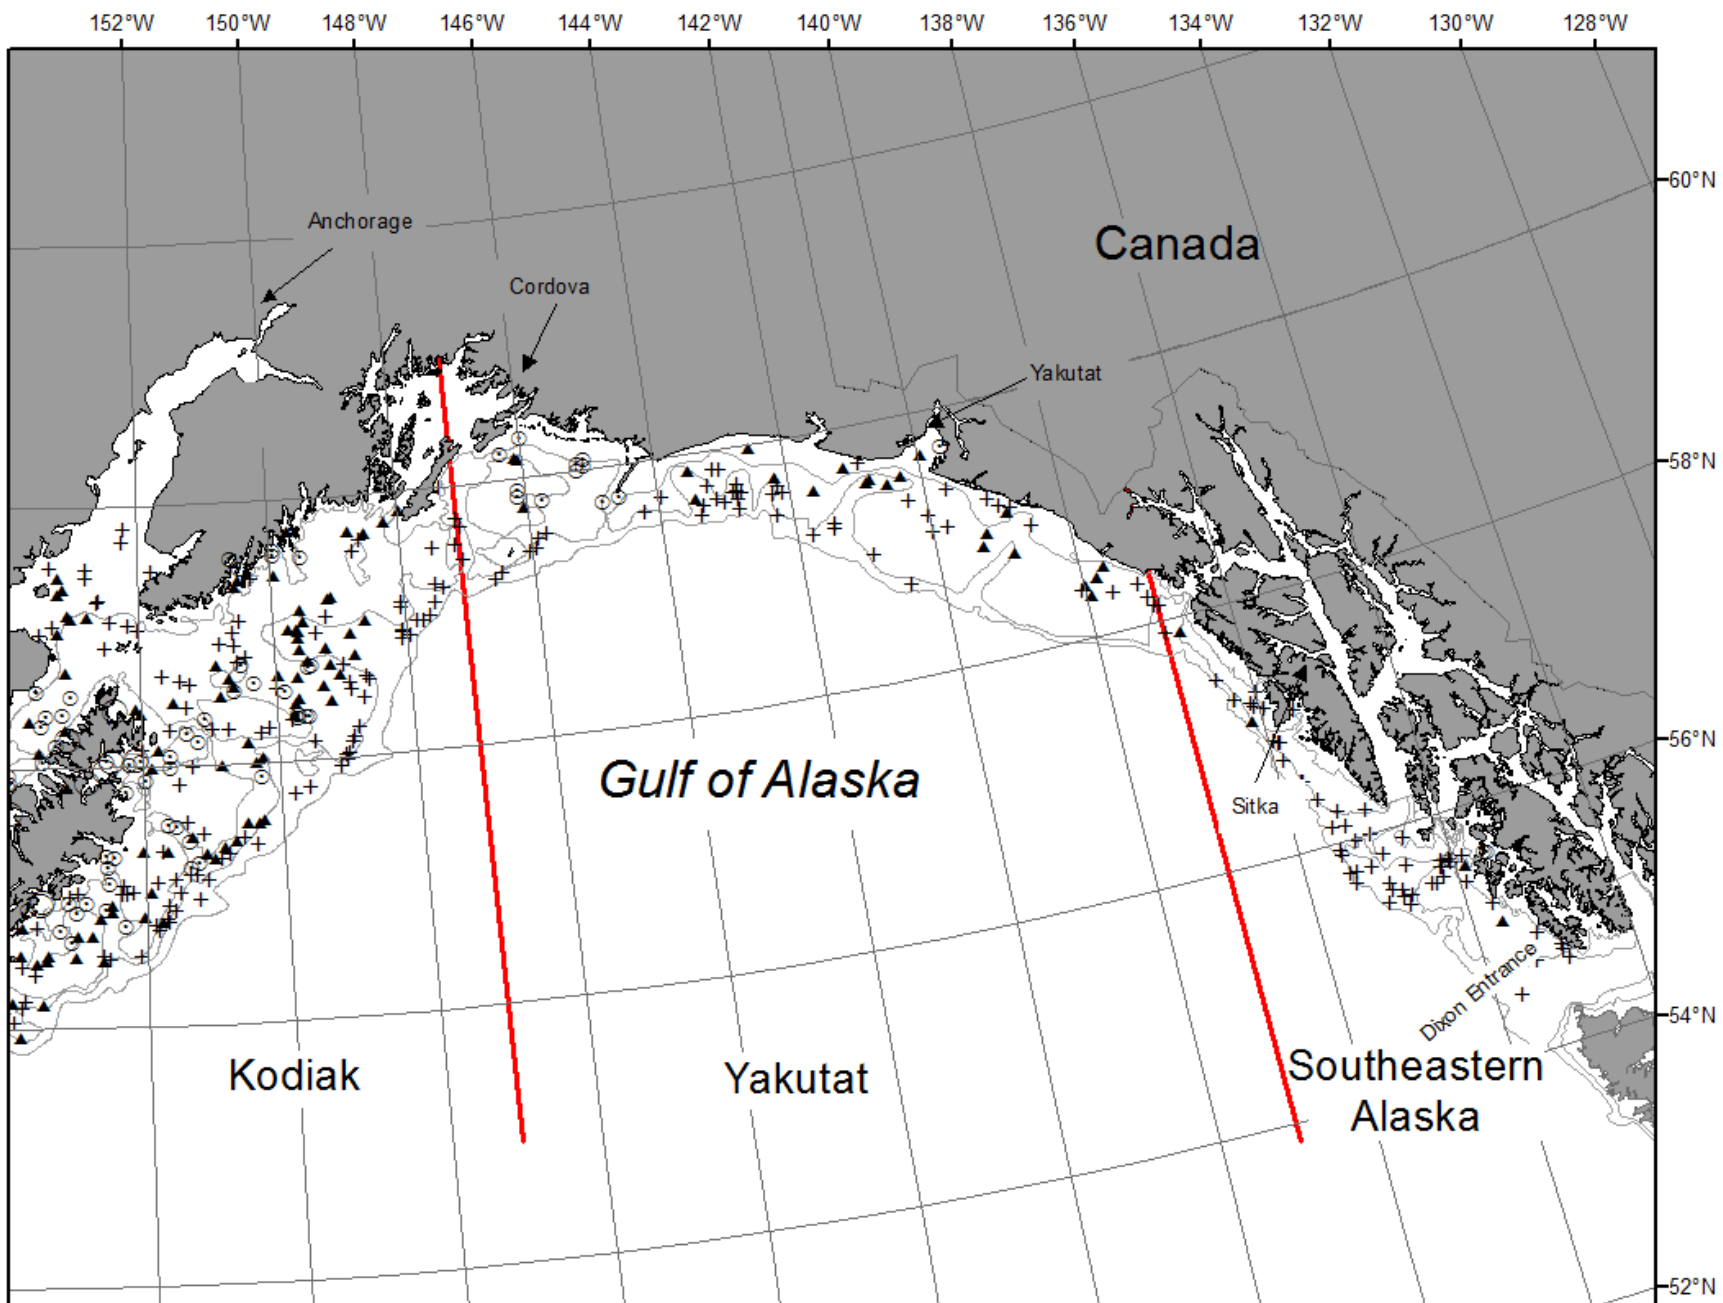 152°W 150°W 148°W 146°W 144°W 142°W 140°W 138°W 136°W 134°W 132°W 130°W 128°W
60°N
Anchorage
Canada
Cordova
Yakutat
58°N
56°N
Gulf of Alaska
Sitka
Dixon Entrance
54°N
Kodiak
Yakutat
Southeastern
Alaska
52°N